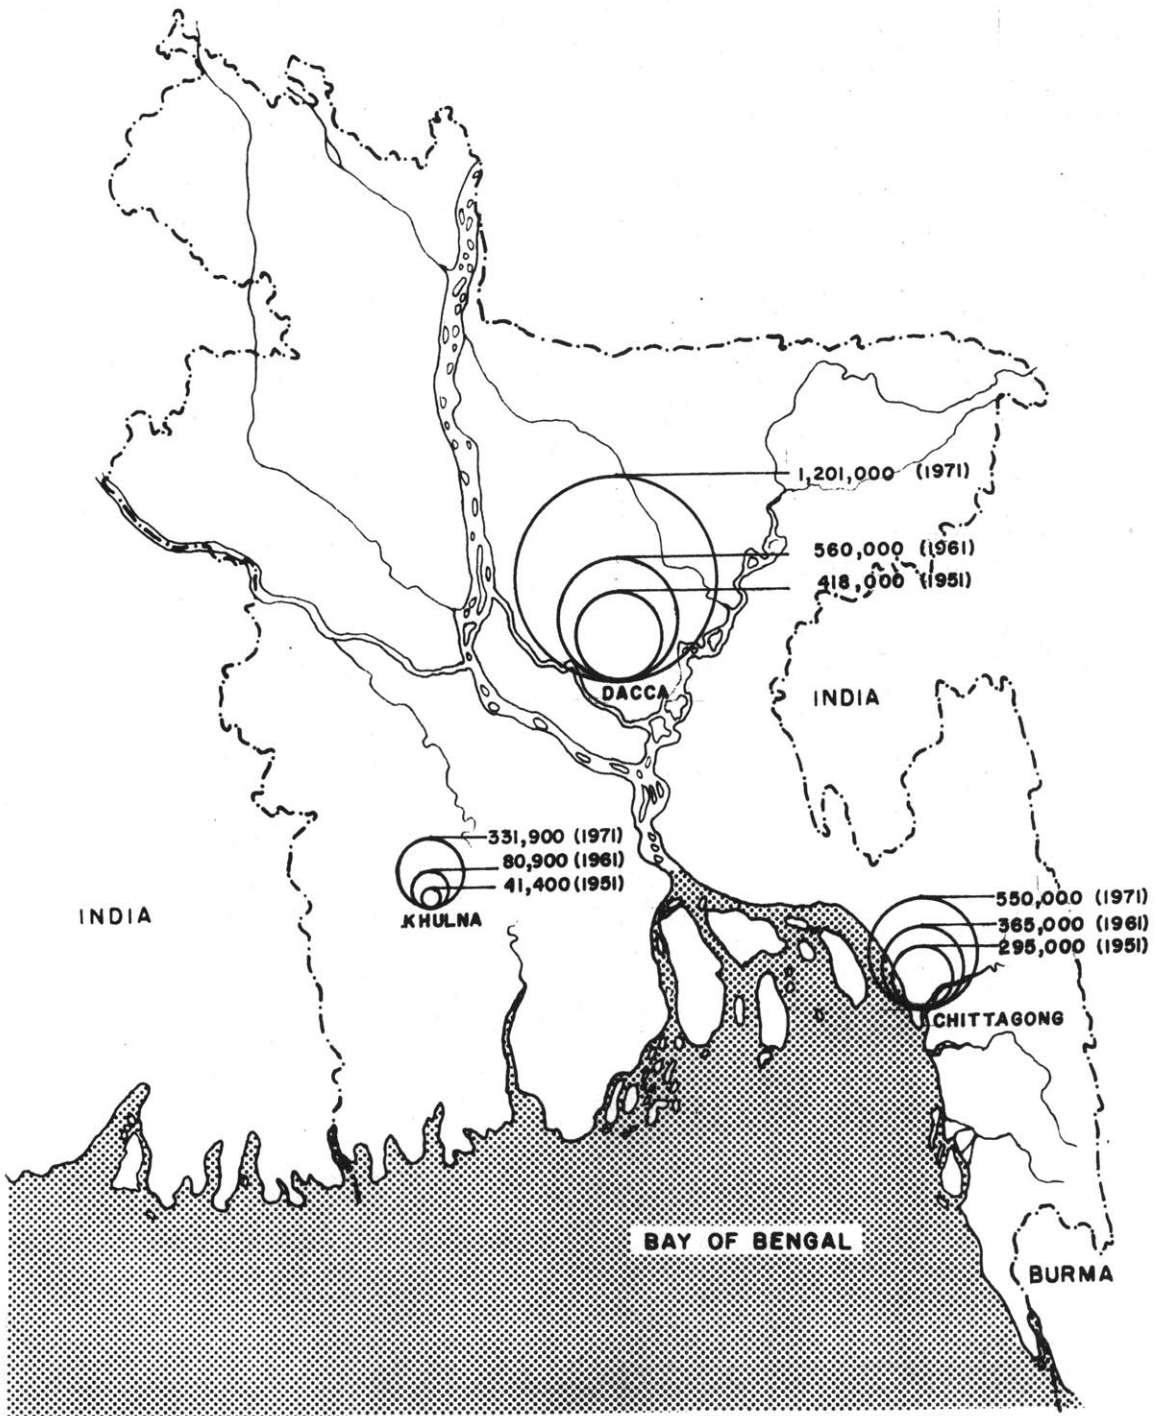 1,201,000 (1971)
560,000 (1961)
418,000 (1951)
DACCA
INDIA
331,900 (1971)
80,900 (1961)
41,400 (1951)
KHULNA
INDIA
550,000 (1971)
365,000 (1961)
295,000 (1951)
CHITTAGONG
BAY OF BENGAL
BURMA